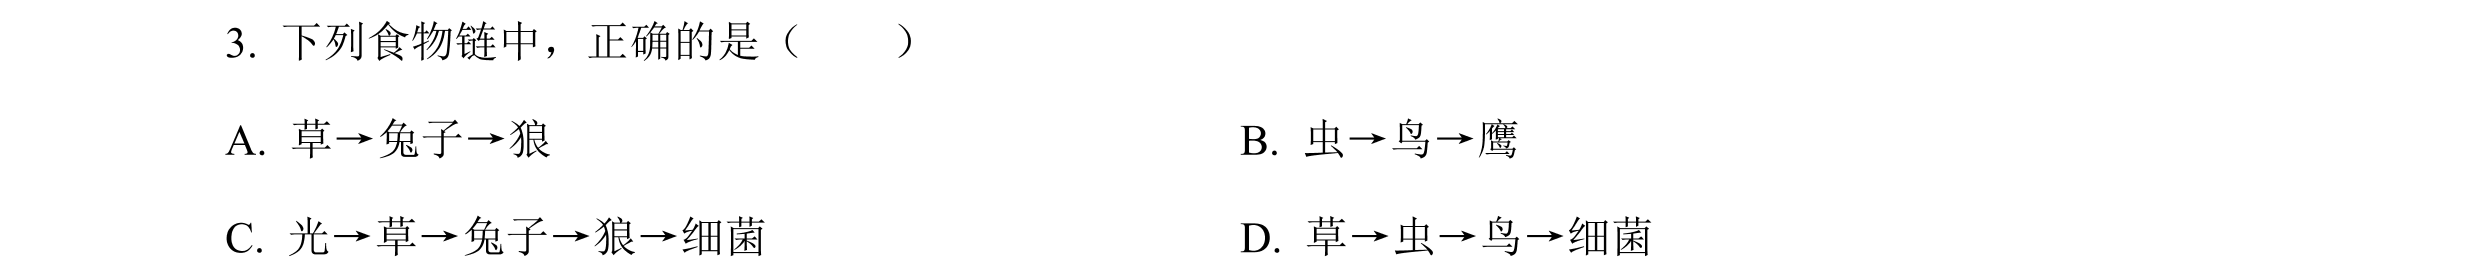 3. 下列食物链中，正确的是（　　）
A. 草→兔子→狼　　B. 虫→鸟→鹰
C. 光→草→兔子→狼→细菌　　D. 草→虫→鸟→细菌